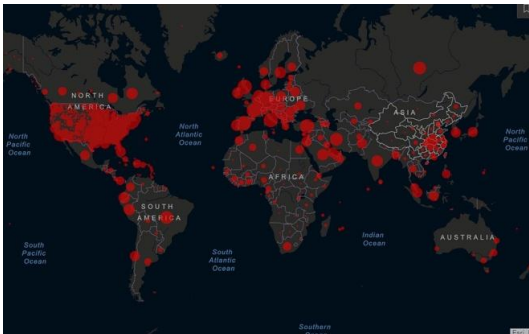 NORTH
AMERICA
EUROPE
ASIA
North
Pacific
Ocean
North
Atlantic
Ocean
North
Pacific
Ocean
AFRICA
SOUTH
AMERICA
Indian
Ocean
AUSTRALIA
South
Pacific
Ocean
South
Atlantic
Ocean
Southern